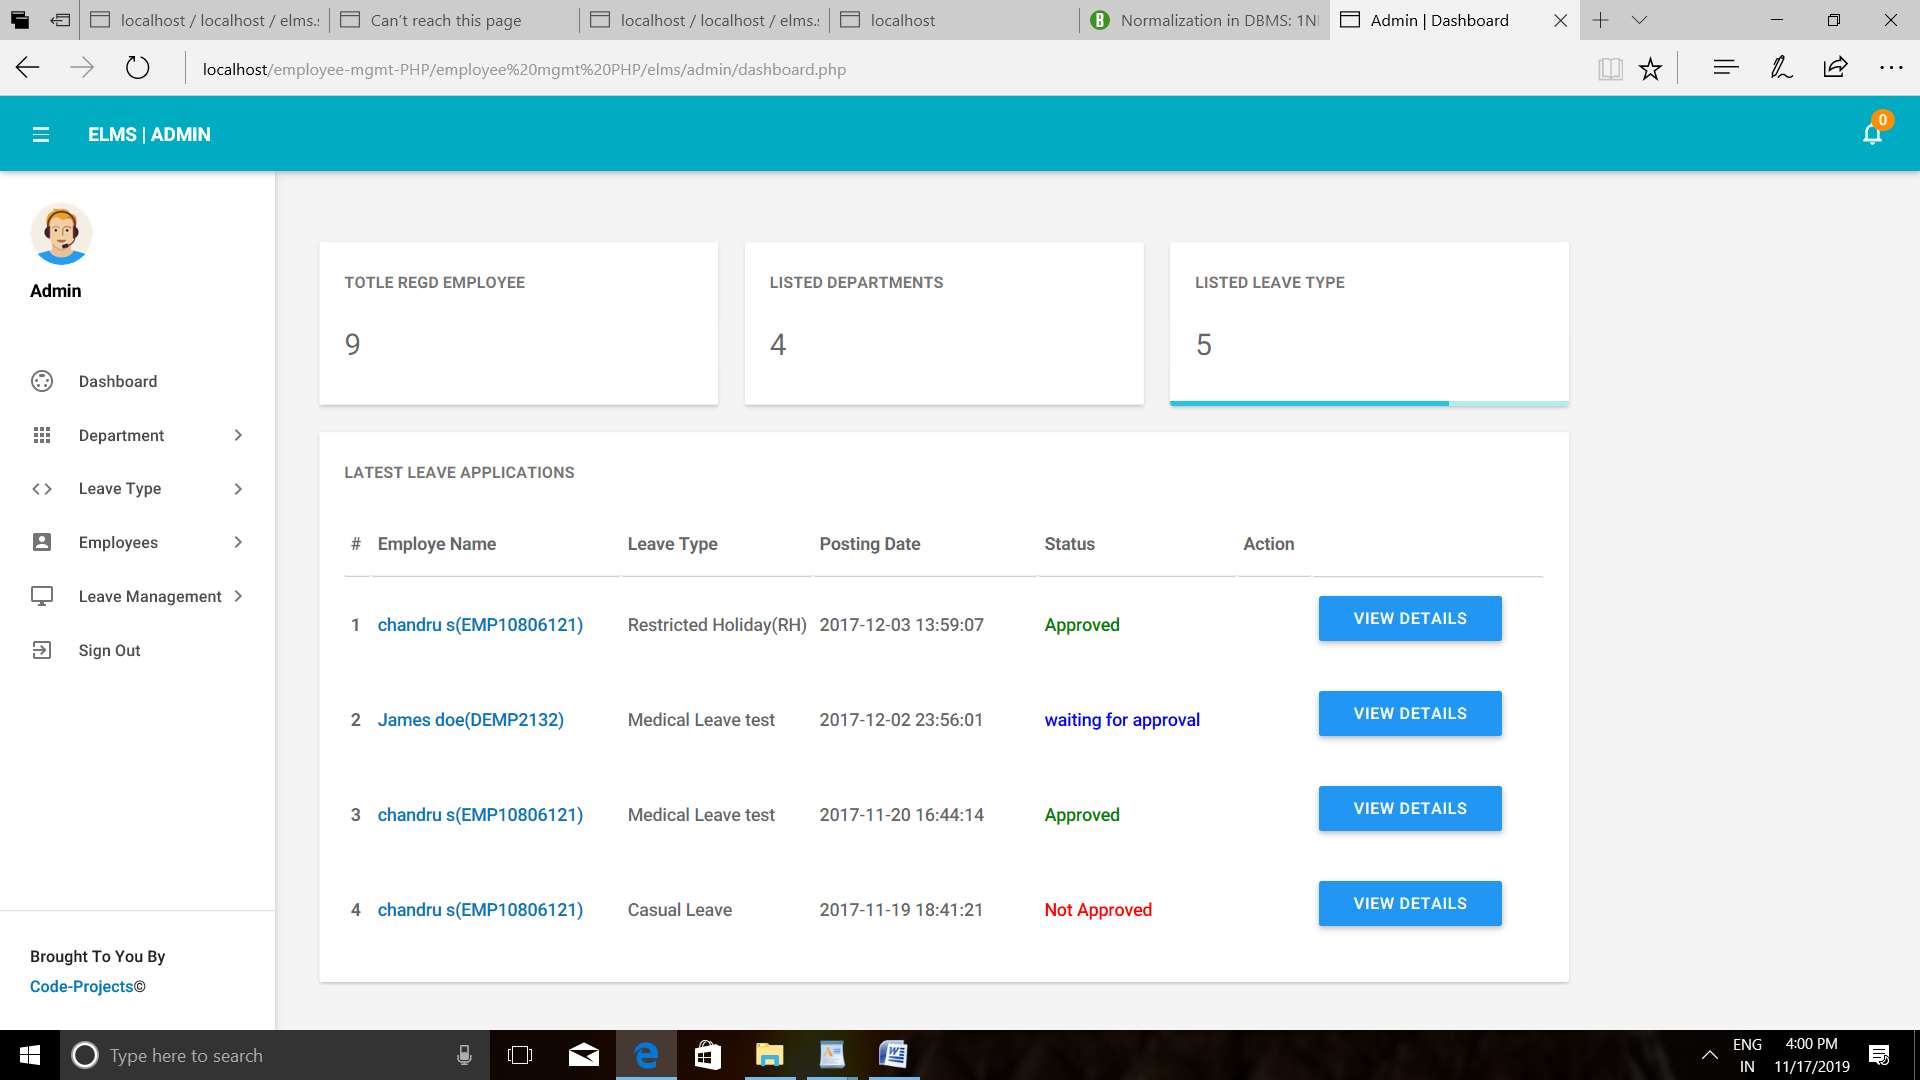 localhost / localhost / elms.s
Can't reach this page
localhost / localhost / elms.s
localhost
Normalization in DBMS: 1NI
Admin | Dashboard
localhost/employee-mgmt-PHP/employee%20mgmt%20PHP/elms/admin/dashboard.php
ELMS | ADMIN
0
Admin
Dashboard
Department
Leave Type
Employees
Leave Management
Sign Out
Brought To You By
Code-Projects©
TOTLE REGD EMPLOYEE
9
LISTED DEPARTMENTS
4
LISTED LEAVE TYPE
5
LATEST LEAVE APPLICATIONS
# Employe Name Leave Type Posting Date Status Action
1 chandru s(EMP10806121) Restricted Holiday(RH) 2017-12-03 13:59:07 Approved VIEW DETAILS
2 James doe(DEMP2132) Medical Leave test 2017-12-02 23:56:01 waiting for approval VIEW DETAILS
3 chandru s(EMP10806121) Medical Leave test 2017-11-20 16:44:14 Approved VIEW DETAILS
4 chandru s(EMP10806121) Casual Leave 2017-11-19 18:41:21 Not Approved VIEW DETAILS
Type here to search
ENG
IN
4:00 PM
11/17/2019